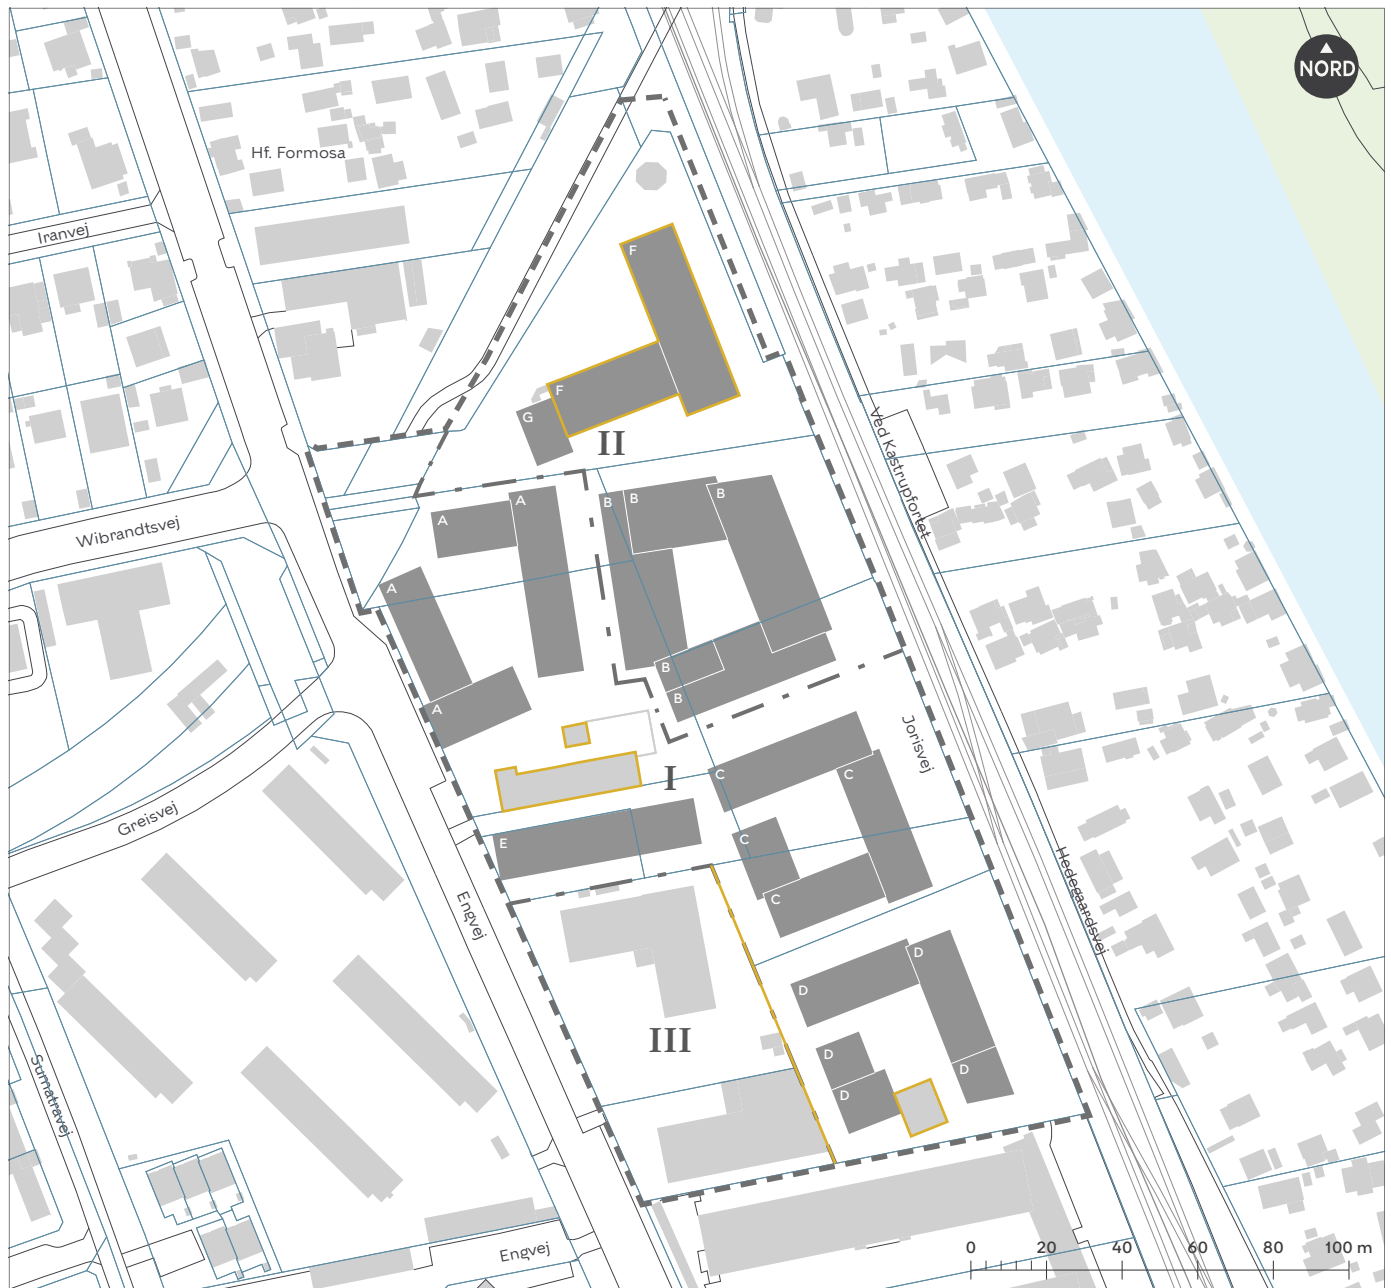 NORD
Hf. Formosa
Iranvej
F
F
G
II
Ved Kastrupfortet
A
A
B
B
B
Wibrandtsvej
A
B
B
A
Jorisvej
I
C
C
Greisvej
C
E
C
Engvej
Hedegaardsvej
D
D
III
D
D
D
Sumatravej
Engvej
0 20 40 60 80 100 m